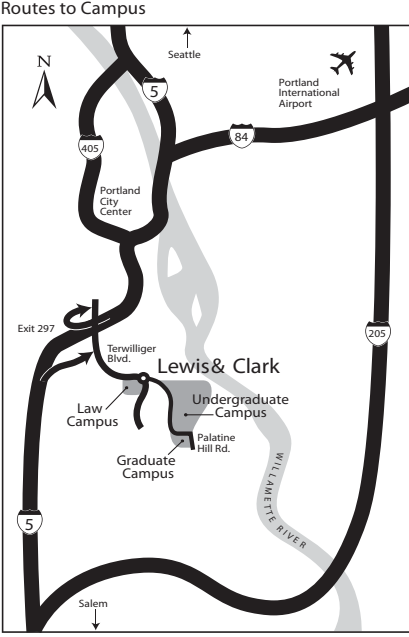 Routes to Campus
N
Seattle
5
Portland
International
Airport
84
405
Portland
City
Center
Exit 297
205
Terwilliger
Blvd.
Lewis & Clark
Law
Campus
Undergraduate
Campus
Palatine
Hill Rd.
Graduate
Campus
WILLAMETTE RIVER
5
Salem